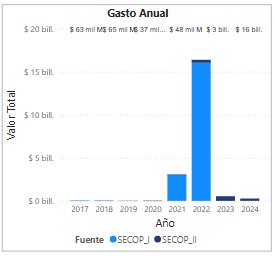 Gasto Anual
$ 20 bill.
$ 63 mil M $ 65 mil M $ 37 mil... $ 48 mil M $ 3 bill. $ 16 bill.
$ 15 bill.
Valor Total
$ 10 bill.
$ 5 bill.
$ 0 bill.
2017 2018 2019 2020 2021 2022 2023 2024
Año
Fuente SECOP_I SECOP_II